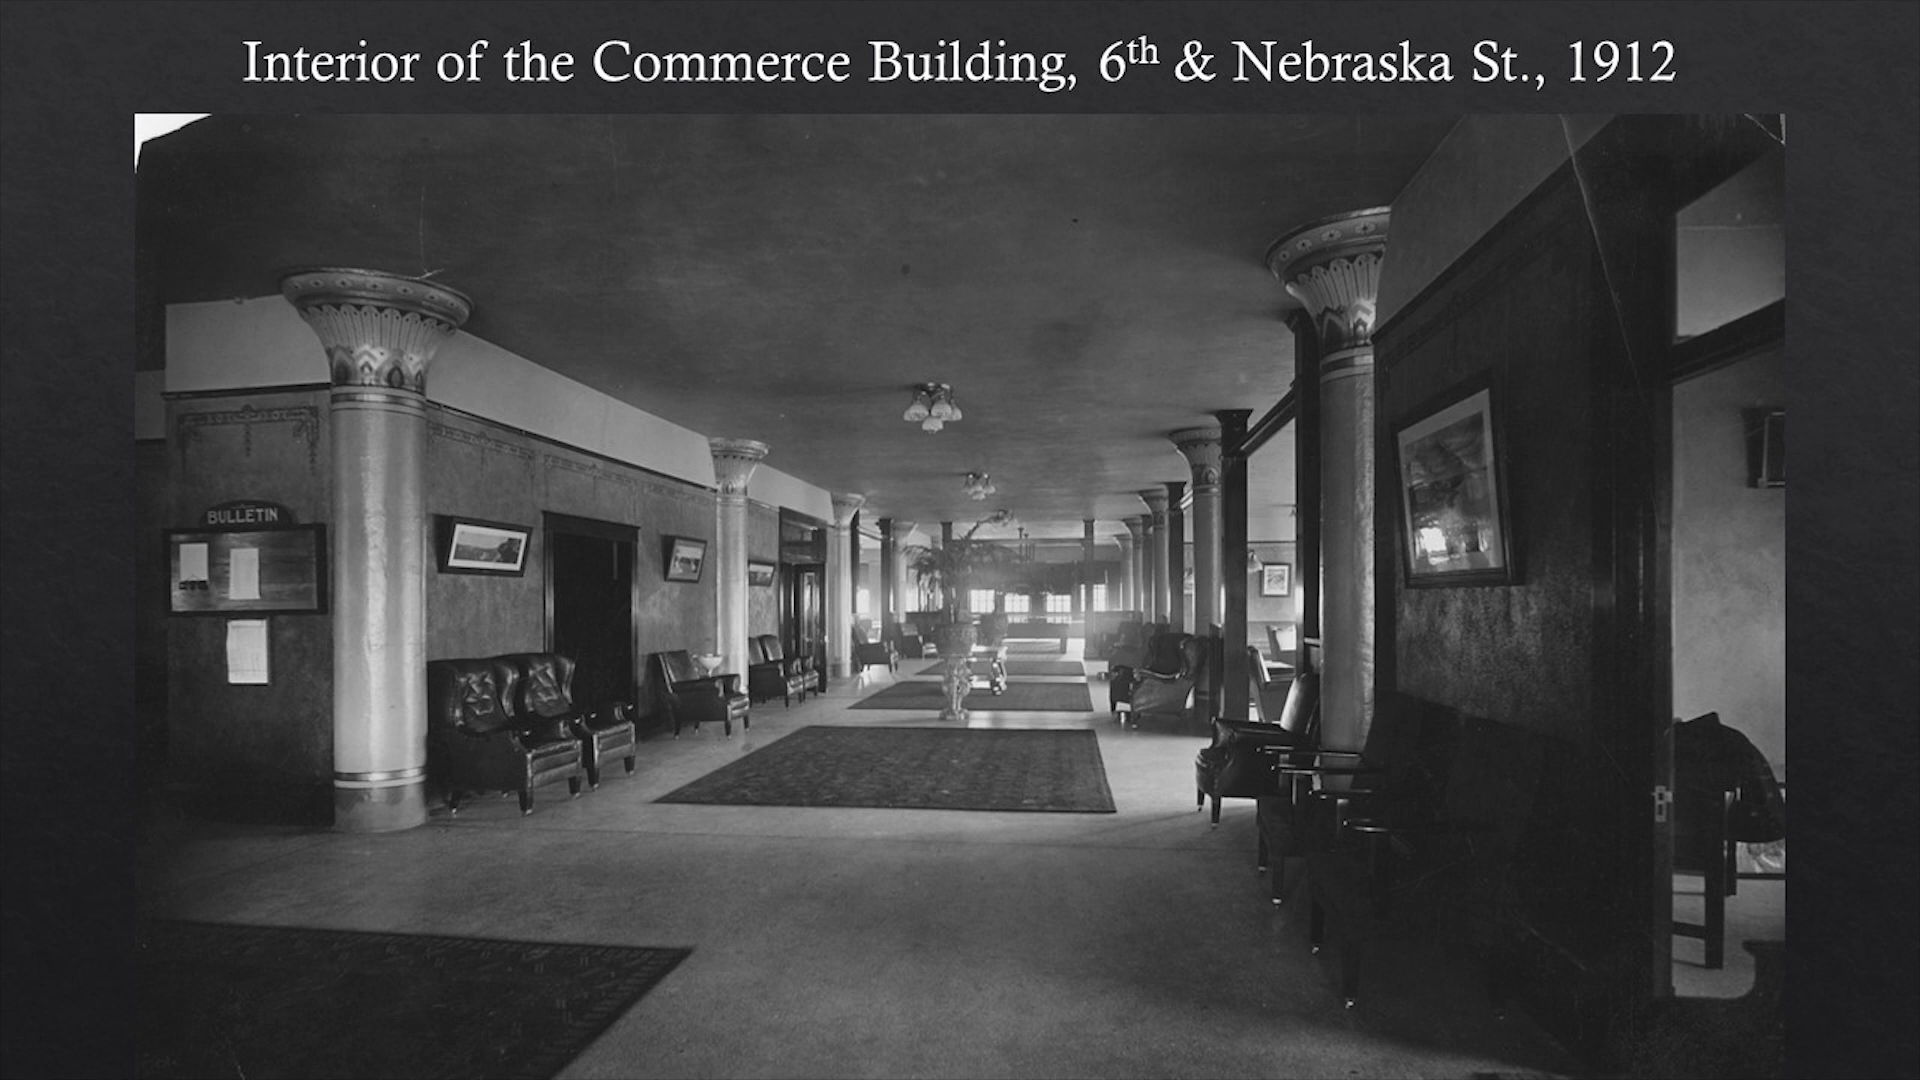 Interior of the Commerce Building, 6th & Nebraska St., 1912
BULLETIN